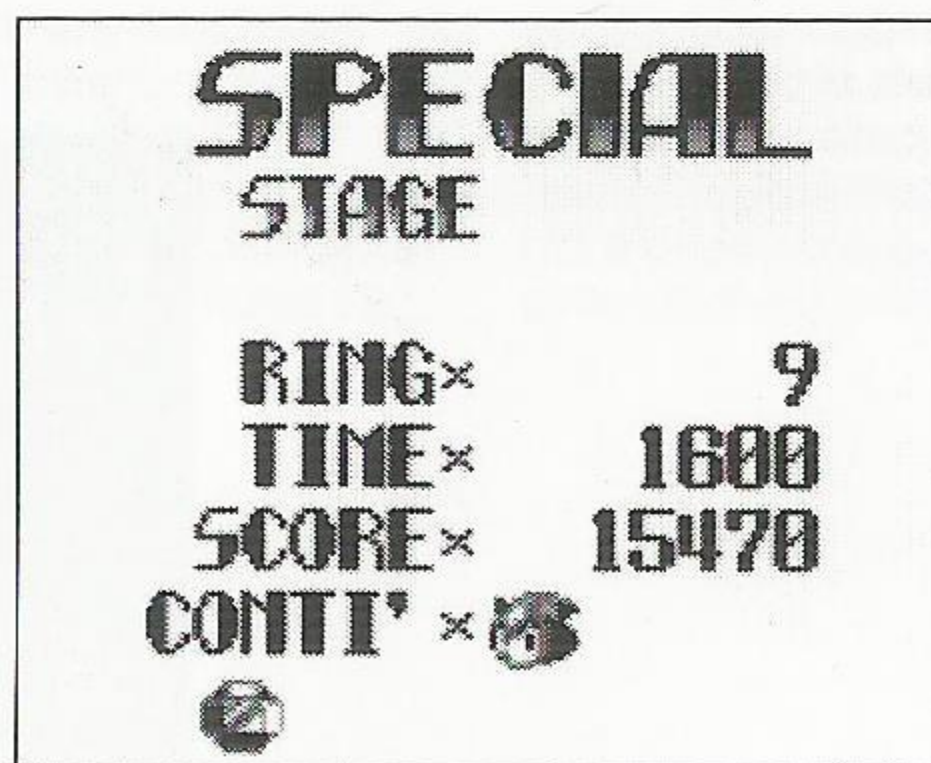 SPECIAL
STAGE
RING× 9
TIME× 1600
SCORE× 15470
CONTI' ×